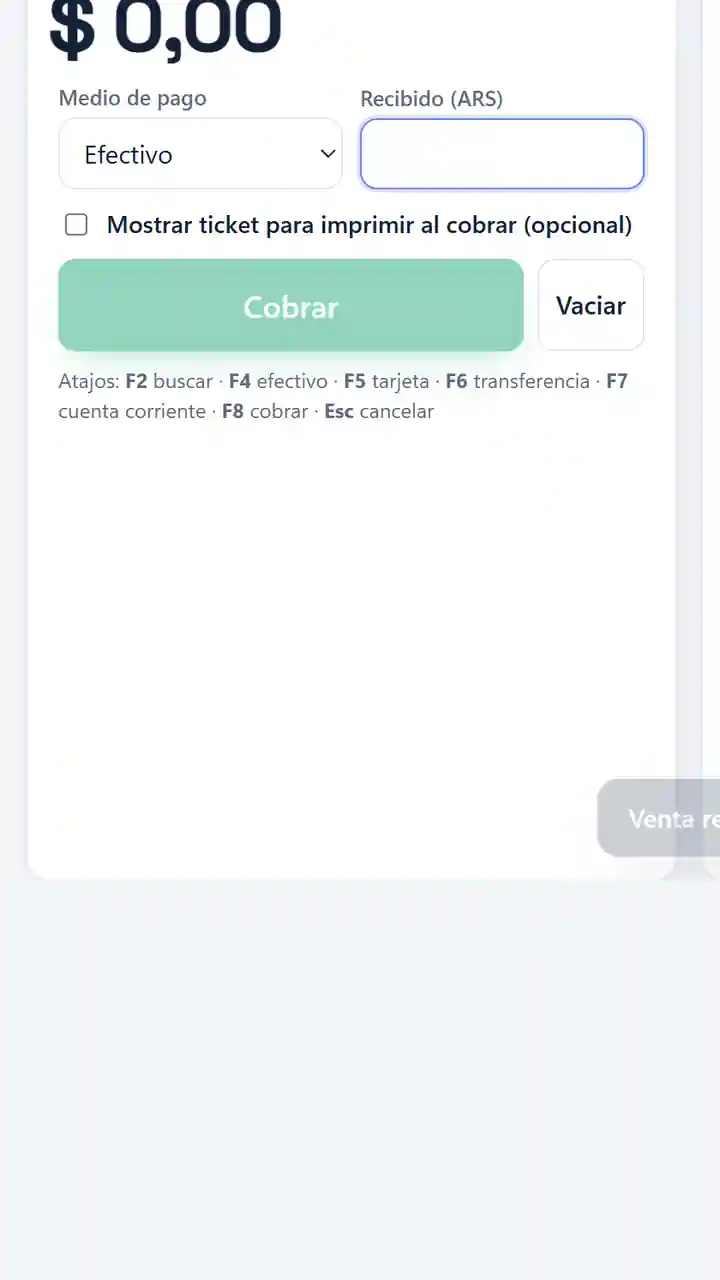 $ 0,00
Medio de pago
Recibido (ARS)
Efectivo
Mostrar ticket para imprimir al cobrar (opcional)
Cobrar
Vaciar
Atajos: F2 buscar · F4 efectivo · F5 tarjeta · F6 transferencia · F7
cuenta corriente · F8 cobrar · Esc cancelar
Venta